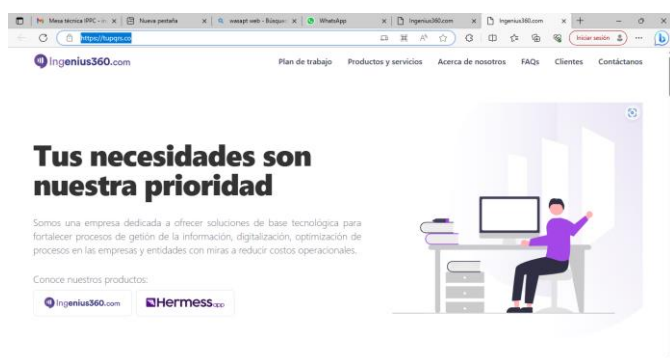 Mesa técnica IPPC - in
Nueva pestaña
wasapt web - Búsque
WhatsApp
Ingenius360.com
Ingenius360.com
https://tupqrs.co
Iniciar sesión
Ingenius360.com
Plan de trabajo
Productos y servicios
Acerca de nosotros
FAQs
Clientes
Contáctanos
Tus necesidades son
nuestra prioridad
Somos una empresa dedicada a ofrecer soluciones de base tecnológica para
fortalecer procesos de getión de la información, digitalización, optimización de
procesos en las empresas y entidades con miras a reducir costos operacionales.
Conoce nuestros productos:
Ingenius360.com
Hermess app